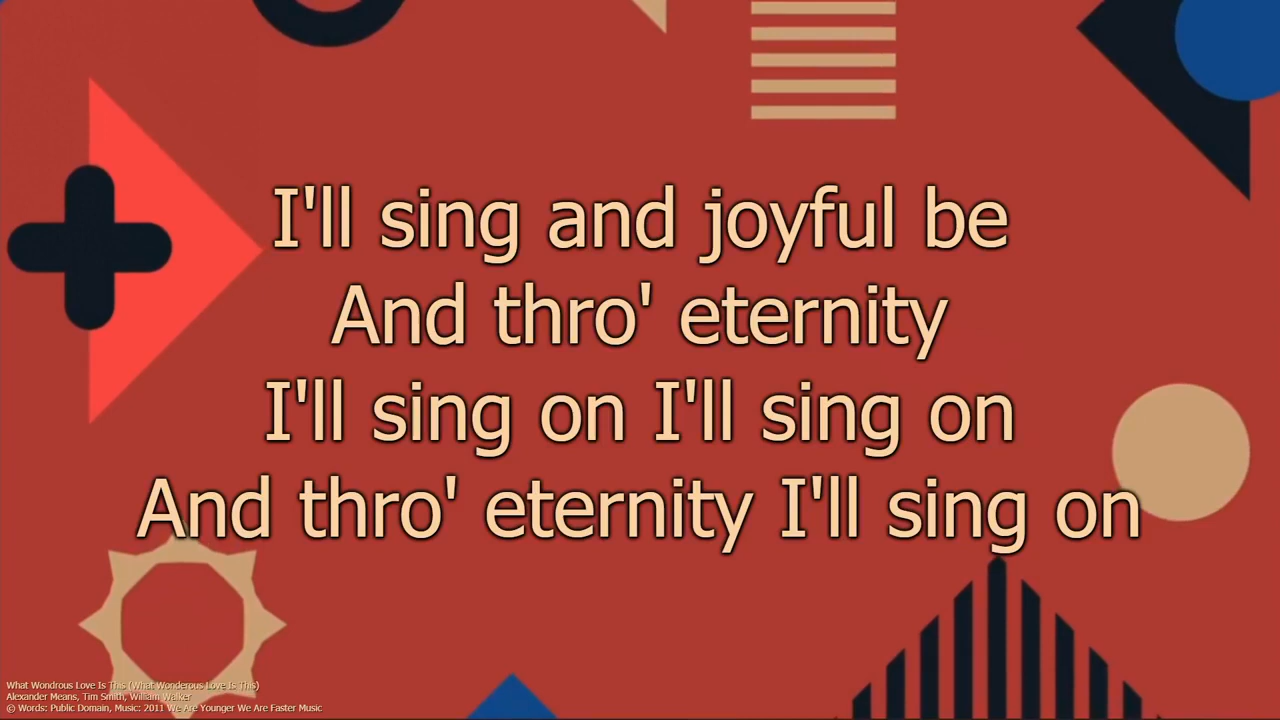 I'll sing and joyful be
And thro' eternity
I'll sing on I'll sing on
And thro' eternity I'll sing on
What Wondrous Love Is This (What Wonderous Love Is This)
Alexander Means, Tim Smith, William Walker
© Words: Public Domain, Music: 2011 We Are Younger We Are Faster Music